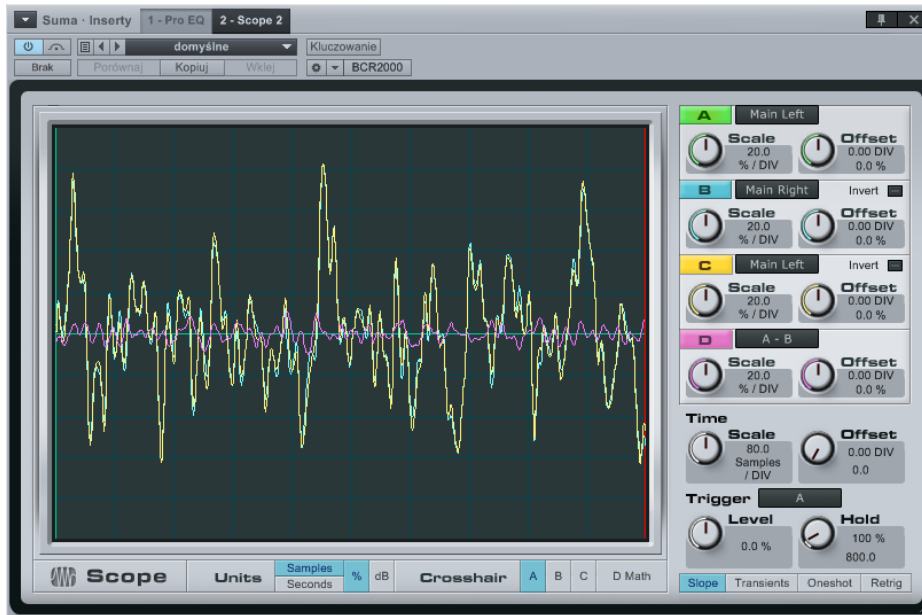 Suma · Inserty 1 - Pro EQ 2 - Scope 2
domyślne Kluczowanie
Brak Porównaj Kopiuj Wklej BCR2000
A Main Left
Scale Offset
20.0 0.00 DIV
% / DIV 0.0 %
B Main Right Invert
Scale Offset
20.0 0.00 DIV
% / DIV 0.0 %
C Main Left Invert
Scale Offset
20.0 0.00 DIV
% / DIV 0.0 %
D A - B
Scale Offset
20.0 0.00 DIV
% / DIV 0.0 %
Time
Scale Offset
80.0 0.00 DIV
Samples 0.0
/ DIV
Trigger A
Level Hold
0.0 % 100 %
800.0
Slope Transients Oneshot Retrig
Scope Units Samples % dB Crosshair A B C D Math
Seconds